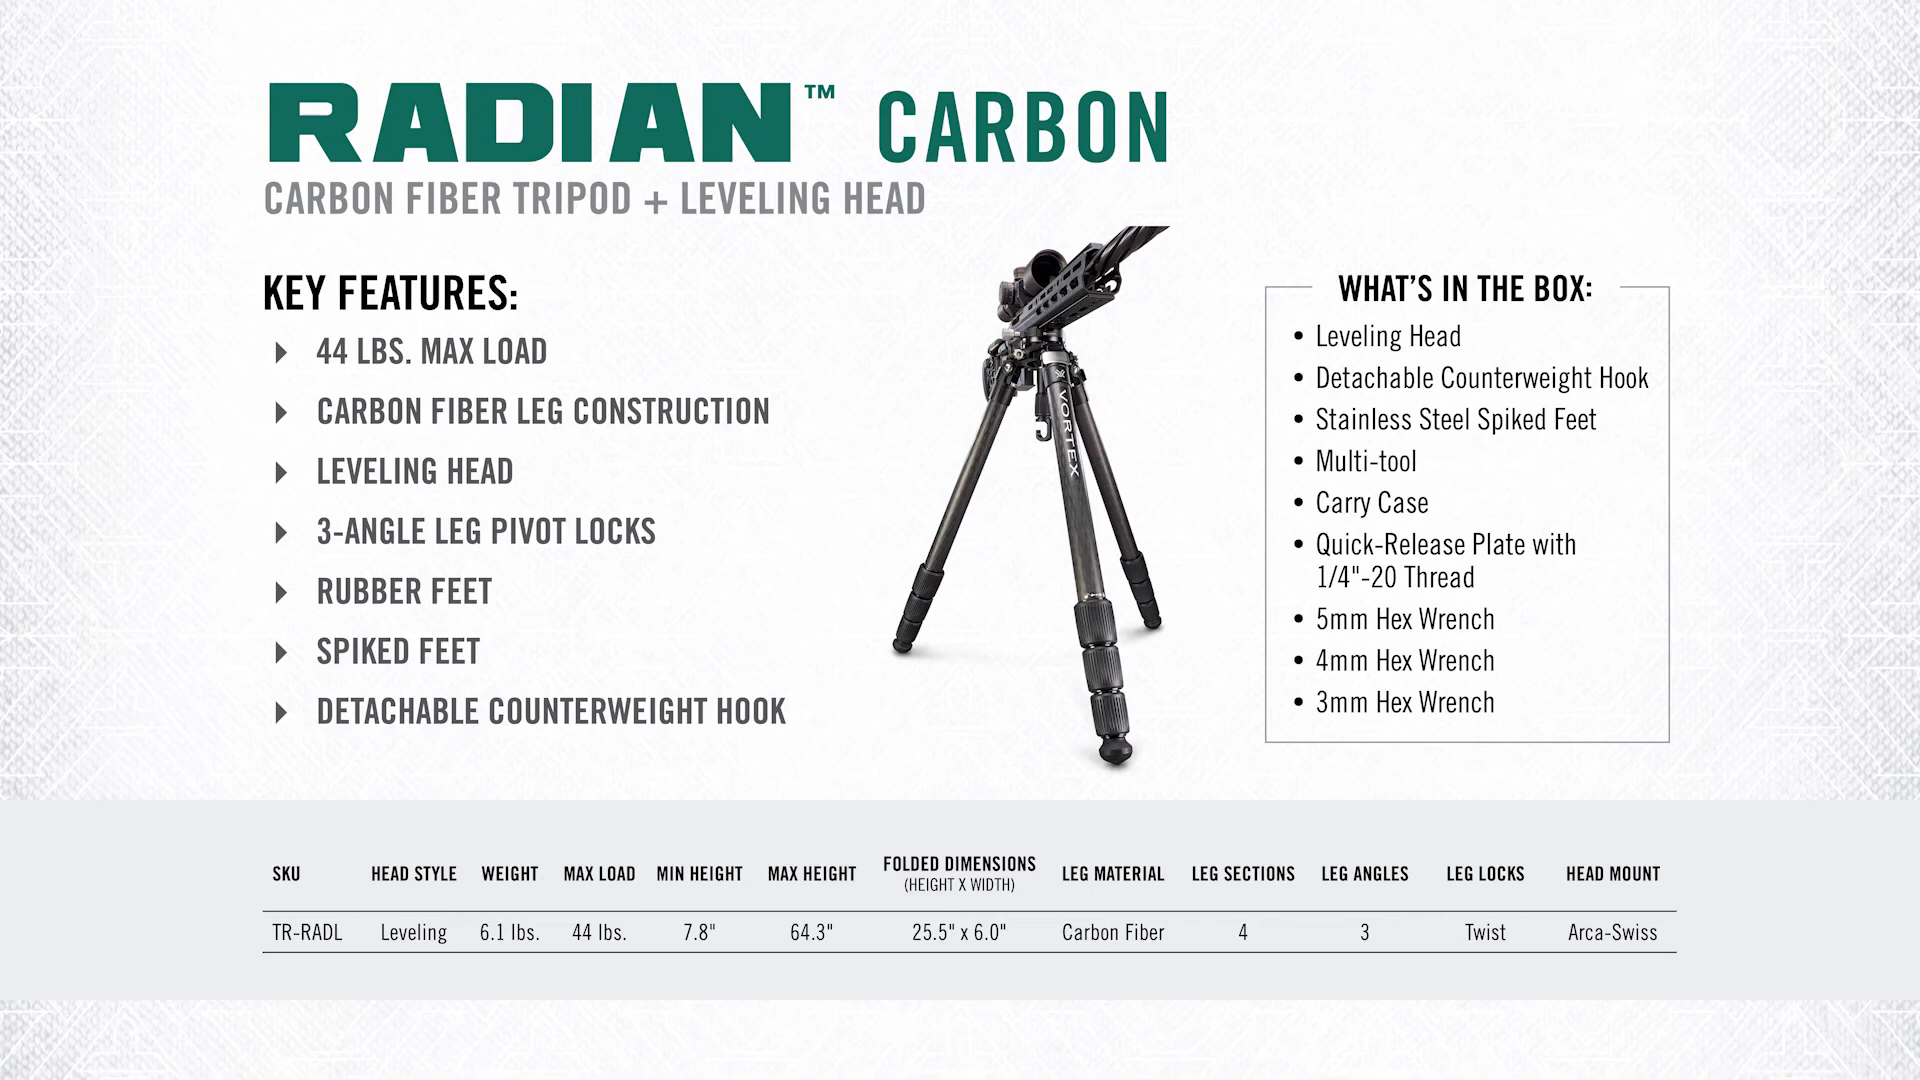 RADIAN™ CARBON
CARBON FIBER TRIPOD + LEVELING HEAD
KEY FEATURES:
44 LBS. MAX LOAD
CARBON FIBER LEG CONSTRUCTION
LEVELING HEAD
3-ANGLE LEG PIVOT LOCKS
RUBBER FEET
SPIKED FEET
DETACHABLE COUNTERWEIGHT HOOK
VORTEX
WHAT'S IN THE BOX:
• Leveling Head
• Detachable Counterweight Hook
• Stainless Steel Spiked Feet
• Multi-tool
• Carry Case
• Quick-Release Plate with
1/4"-20 Thread
• 5mm Hex Wrench
• 4mm Hex Wrench
• 3mm Hex Wrench
SKU HEAD STYLE WEIGHT MAX LOAD MIN HEIGHT MAX HEIGHT FOLDED DIMENSIONS (HEIGHT X WIDTH) LEG MATERIAL LEG SECTIONS LEG ANGLES LEG LOCKS HEAD MOUNT
TR-RADL Leveling 6.1 lbs. 44 lbs. 7.8" 64.3" 25.5" x 6.0" Carbon Fiber 4 3 Twist Arca-Swiss